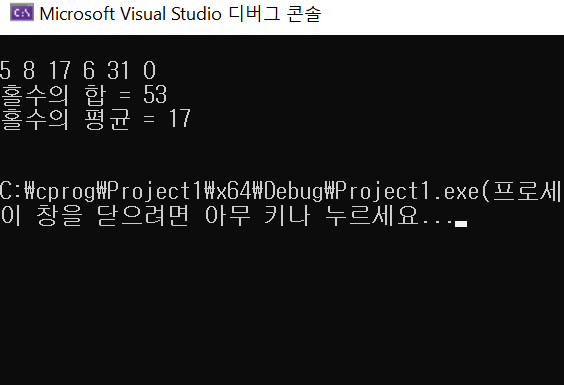 Microsoft Visual Studio 디버그 콘솔
5 8 17 6 31 0
홀수의 합 = 53
홀수의 평균 = 17
C:\cprog\Project1\x64\Debug\Project1.exe(프로세
이 창을 닫으려면 아무 키나 누르세요...